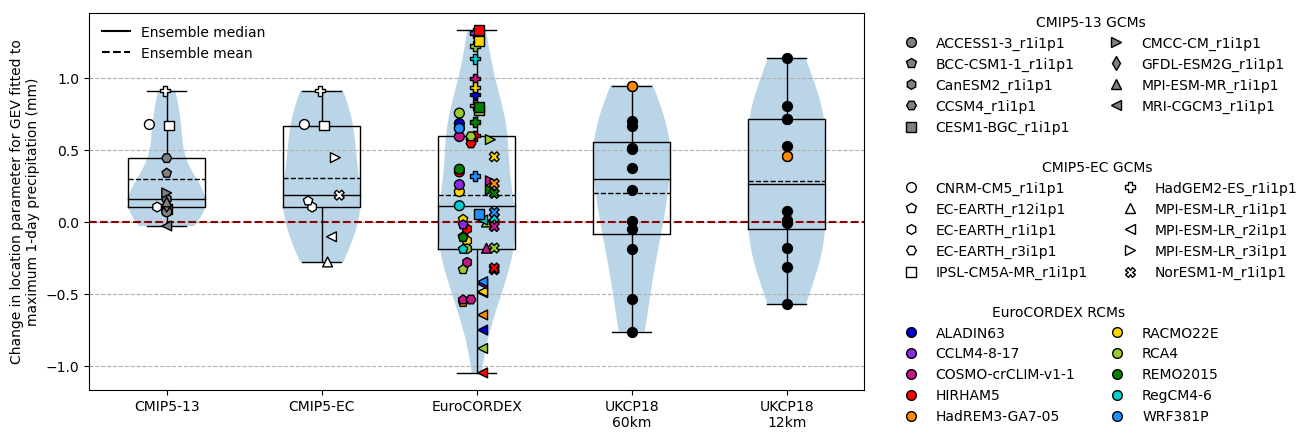 Change in location parameter for GEV fitted to
maximum 1-day precipitation (mm)
Ensemble median
Ensemble mean
1.0
0.5
0.0
−0.5
−1.0
CMIP5-13
CMIP5-EC
EuroCORDEX
UKCP18
60km
UKCP18
12km
CMIP5-13 GCMs
ACCESS1-3_r1i1p1
BCC-CSM1-1_r1i1p1
CanESM2_r1i1p1
CCSM4_r1i1p1
CESM1-BGC_r1i1p1
CMCC-CM_r1i1p1
GFDL-ESM2G_r1i1p1
MPI-ESM-MR_r1i1p1
MRI-CGCM3_r1i1p1
CMIP5-EC GCMs
CNRM-CM5_r1i1p1
EC-EARTH_r12i1p1
EC-EARTH_r1i1p1
EC-EARTH_r3i1p1
IPSL-CM5A-MR_r1i1p1
HadGEM2-ES_r1i1p1
MPI-ESM-LR_r1i1p1
MPI-ESM-LR_r2i1p1
MPI-ESM-LR_r3i1p1
NorESM1-M_r1i1p1
EuroCORDEX RCMs
ALADIN63
CCLM4-8-17
COSMO-crCLIM-v1-1
HIRHAM5
HadREM3-GA7-05
RACMO22E
RCA4
REMO2015
RegCM4-6
WRF381P